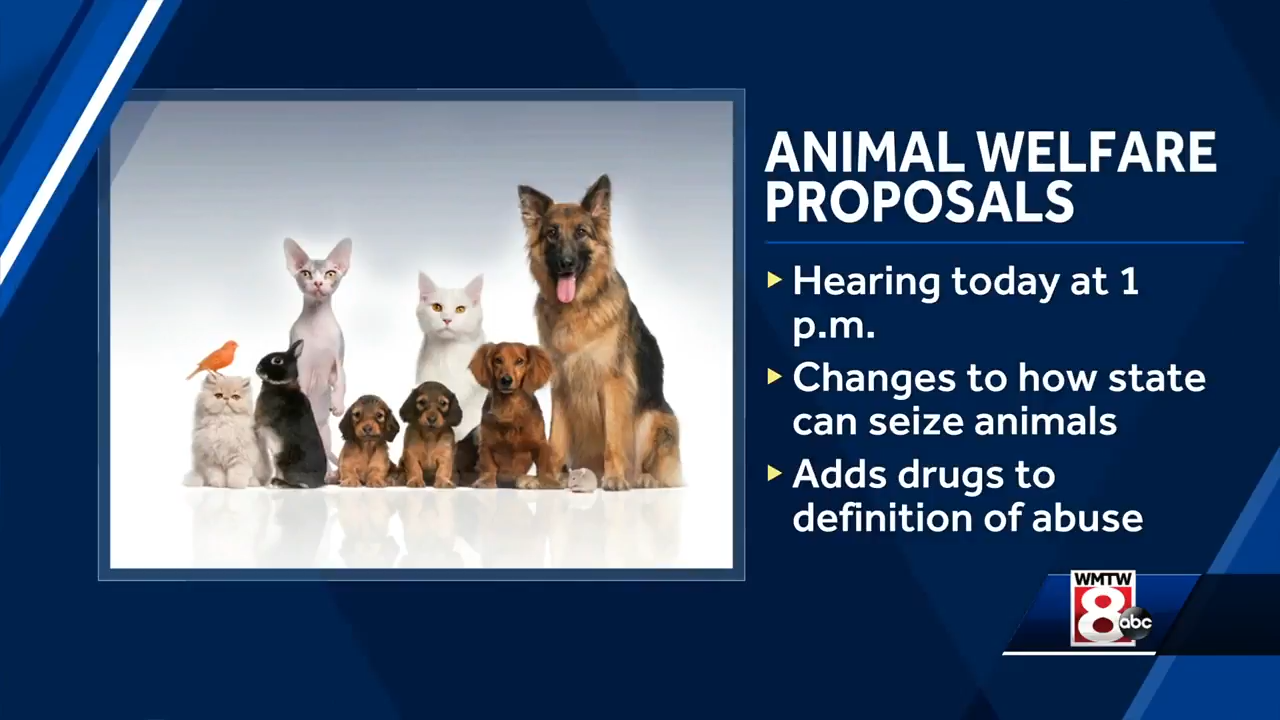 ANIMAL WELFARE
PROPOSALS
Hearing today at 1
p.m.
Changes to how state
can seize animals
Adds drugs to
definition of abuse
WMTW
8
abc